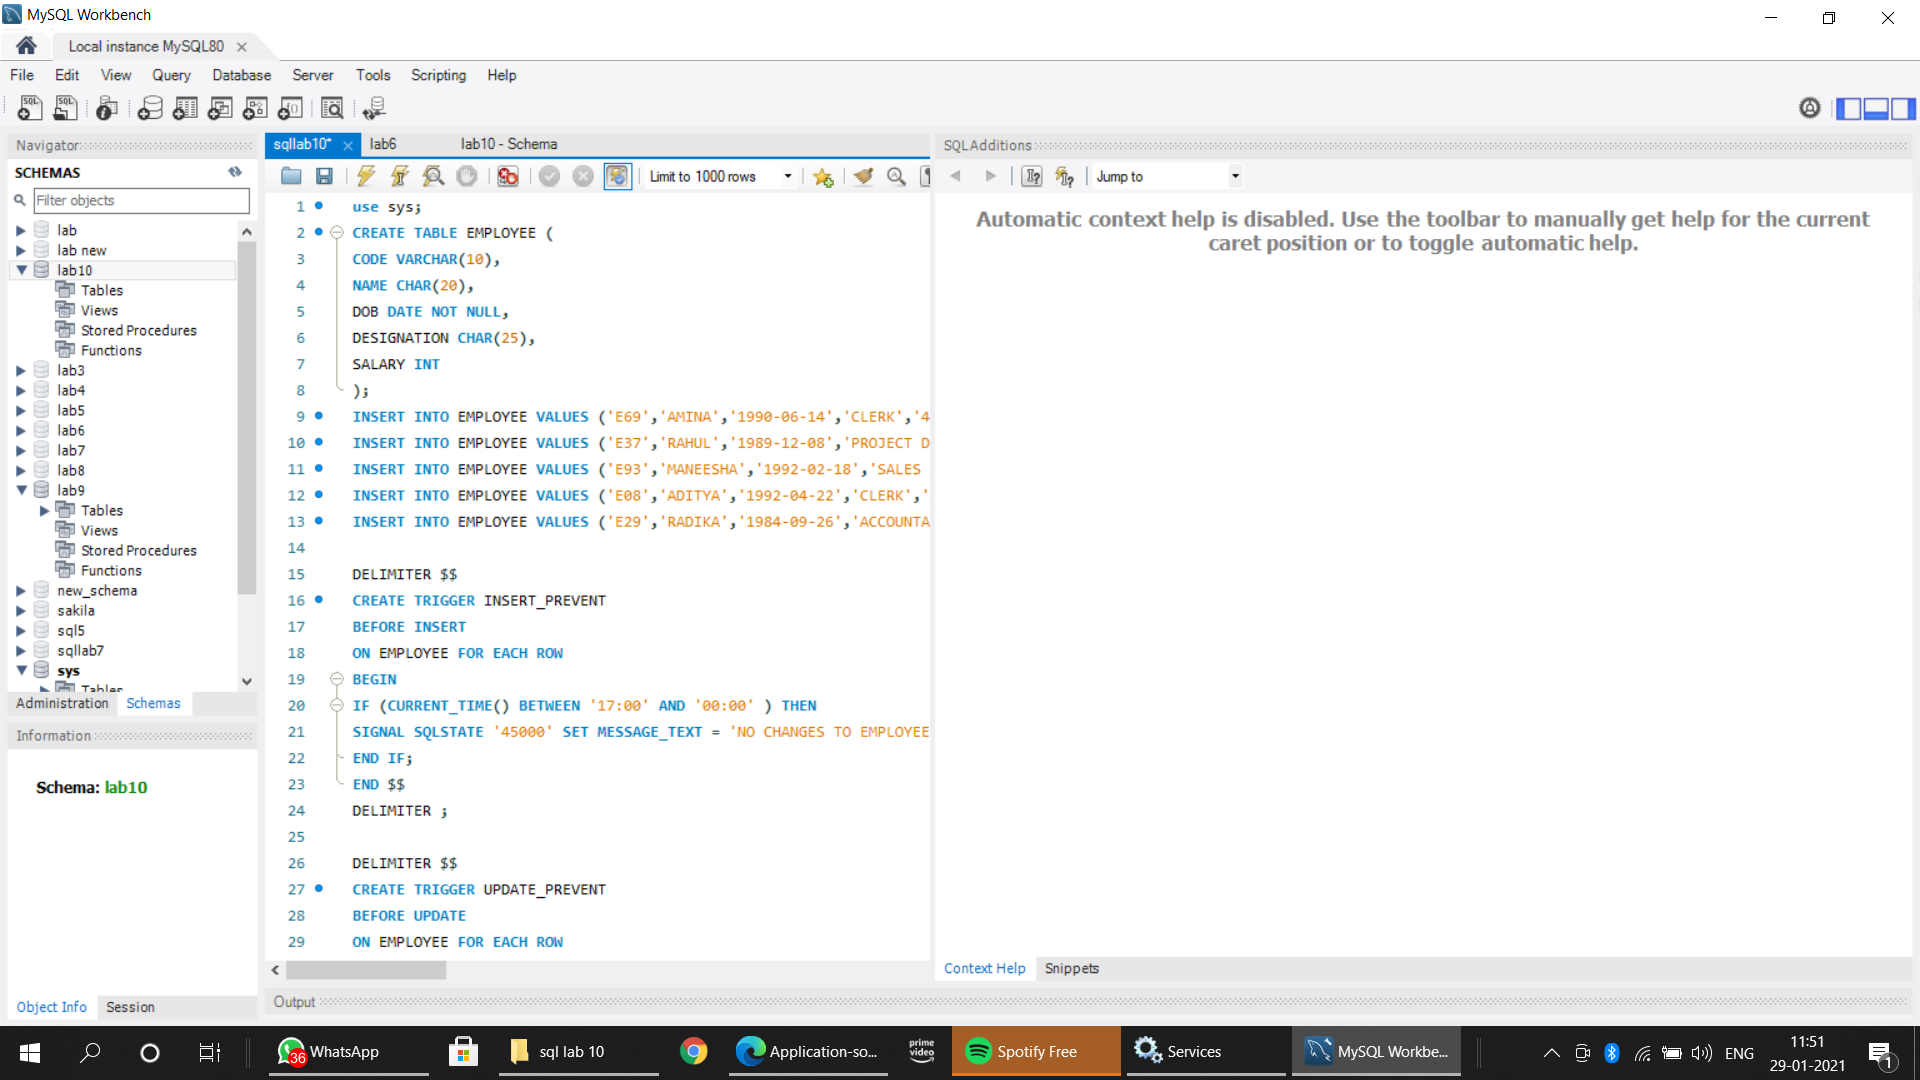 MySQL Workbench
Local instance MySQL80
File Edit View Query Database Server Tools Scripting Help
Navigator
SCHEMAS
Filter objects
lab
lab new
lab10
Tables
Views
Stored Procedures
Functions
lab3
lab4
lab5
lab6
lab7
lab8
lab9
Tables
Views
Stored Procedures
Functions
new_schema
sakila
sql5
sqllab7
sys
Tables
Administration Schemas
Information
Schema: lab10
Object Info Session
sqllab10* lab6 lab10 - Schema
Limit to 1000 rows
1 use sys;
2 CREATE TABLE EMPLOYEE (
3 CODE VARCHAR(10),
4 NAME CHAR(20),
5 DOB DATE NOT NULL,
6 DESIGNATION CHAR(25),
7 SALARY INT
8 );
9 INSERT INTO EMPLOYEE VALUES ('E69','AMINA','1990-06-14','CLERK','4
10 INSERT INTO EMPLOYEE VALUES ('E37','RAHUL','1989-12-08','PROJECT D
11 INSERT INTO EMPLOYEE VALUES ('E93','MANEESHA','1992-02-18','SALES
12 INSERT INTO EMPLOYEE VALUES ('E08','ADITYA','1992-04-22','CLERK','
13 INSERT INTO EMPLOYEE VALUES ('E29','RADIKA','1984-09-26','ACCOUNTA
14
15 DELIMITER $$
16 CREATE TRIGGER INSERT_PREVENT
17 BEFORE INSERT
18 ON EMPLOYEE FOR EACH ROW
19 BEGIN
20 IF (CURRENT_TIME() BETWEEN '17:00' AND '00:00' ) THEN
21 SIGNAL SQLSTATE '45000' SET MESSAGE_TEXT = 'NO CHANGES TO EMPLOYEE
22 END IF;
23 END $$
24 DELIMITER ;
25
26 DELIMITER $$
27 CREATE TRIGGER UPDATE_PREVENT
28 BEFORE UPDATE
29 ON EMPLOYEE FOR EACH ROW
Output
SQLAdditions
Jump to
Automatic context help is disabled. Use the toolbar to manually get help for the current
caret position or to toggle automatic help.
Context Help Snippets
36 WhatsApp
sql lab 10
Application-so...
prime
video
Spotify Free
Services
MySQL Workbe...
ENG
11:51
29-01-2021
1